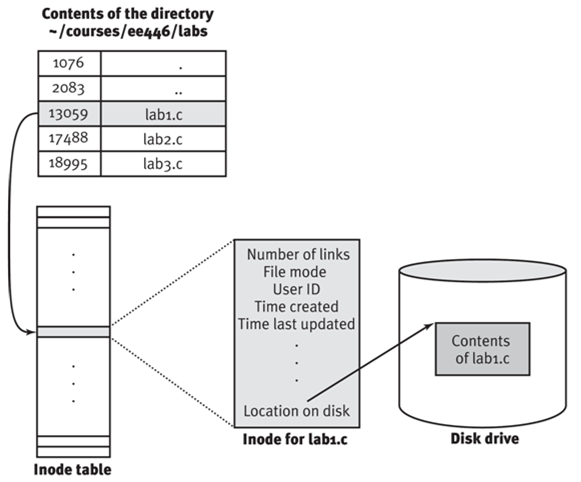 Contents of the directory
~/courses/ee446/labs
1076 .
2083 ..
13059 lab1.c
17488 lab2.c
18995 lab3.c
Number of links
File mode
User ID
Time created
Time last updated
.
.
.
Location on disk
Contents
of lab1.c
Inode table
Inode for lab1.c
Disk drive